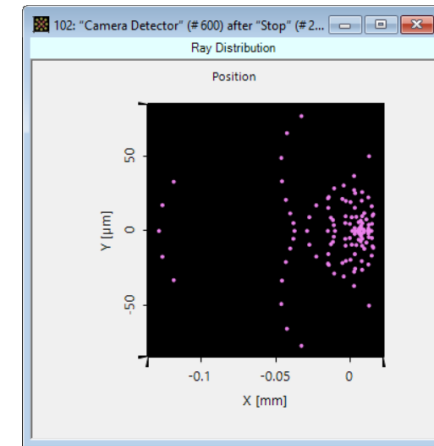 102: "Camera Detector" (# 600) after "Stop" (# 2...
Ray Distribution
Position
50
0
-50
Y [µm]
-0.1
-0.05
0
X [mm]